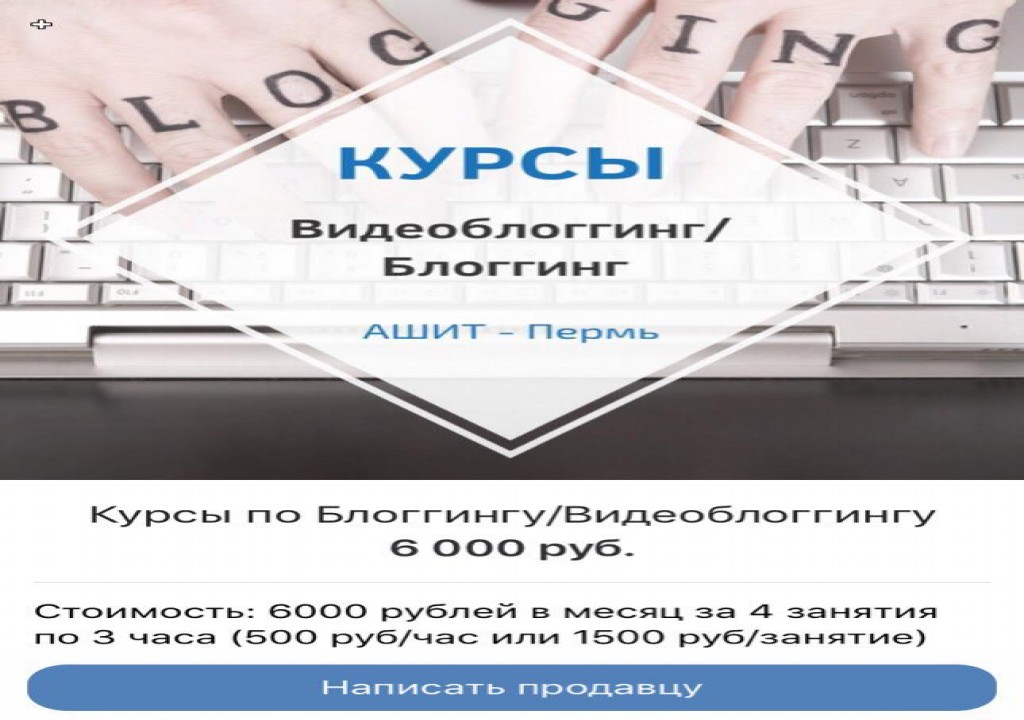 BLOGGING
КУРСЫ
Видеоблоггинг/
Блоггинг
АШИТ - Пермь
Курсы по Блоггингу/Видеоблоггингу
6 000 руб.
Стоимость: 6000 рублей в месяц за 4 занятия
по 3 часа (500 руб/час или 1500 руб/занятие)
Написать продавцу